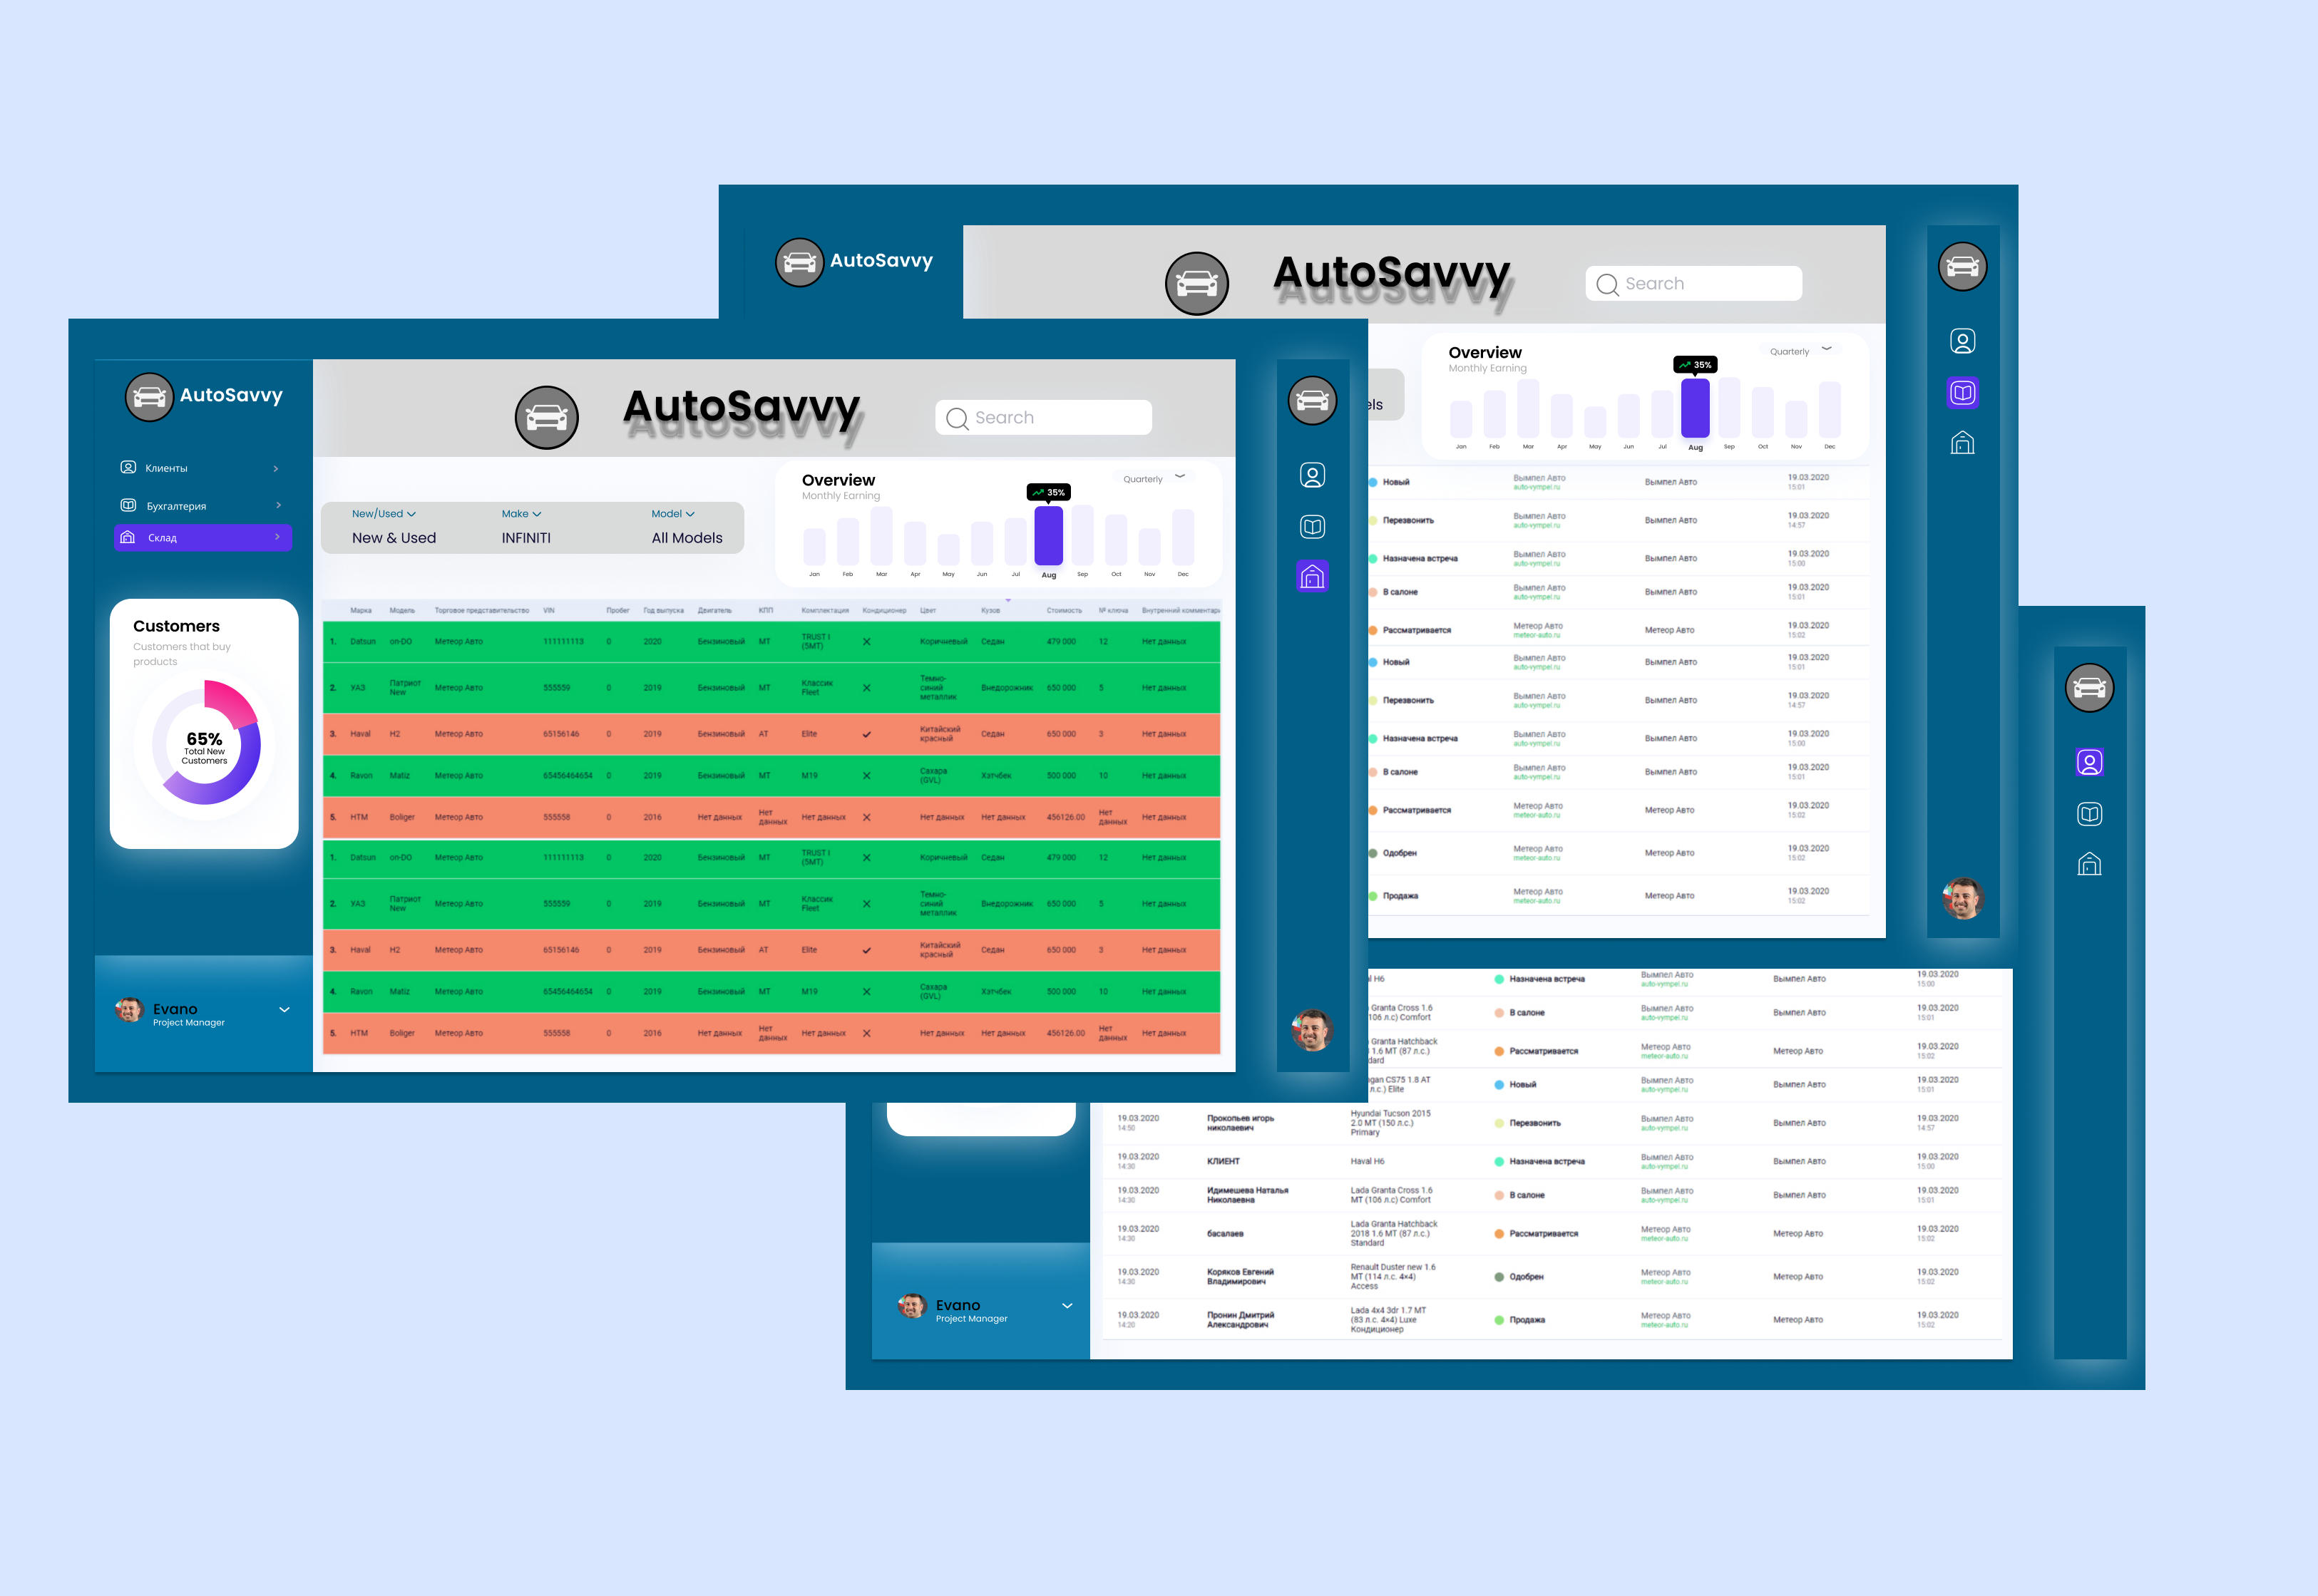 AutoSavvy
AutoSavvy
Search
Overview
Monthly Earning
Quarterly
35%
Jan Feb Mar Apr May Jun Jul Aug Sep Oct Nov Dec
els
Новый Вымпел Авто Вымпел Авто 19.03.2020
auto-vympel.ru 15:01
Перезвонить Вымпел Авто Вымпел Авто 19.03.2020
auto-vympel.ru 14:57
Назначена встреча Вымпел Авто Вымпел Авто 19.03.2020
auto-vympel.ru 15:00
В салоне Вымпел Авто Вымпел Авто 19.03.2020
auto-vympel.ru 15:01
Рассматривается Метеор Авто Метеор Авто 19.03.2020
meteor-auto.ru 15:02
Новый Вымпел Авто Вымпел Авто 19.03.2020
auto-vympel.ru 15:01
Перезвонить Вымпел Авто Вымпел Авто 19.03.2020
auto-vympel.ru 14:57
Назначена встреча Вымпел Авто Вымпел Авто 19.03.2020
auto-vympel.ru 15:00
В салоне Вымпел Авто Вымпел Авто 19.03.2020
auto-vympel.ru 15:01
Рассматривается Метеор Авто Метеор Авто 19.03.2020
meteor-auto.ru 15:02
Одобрен Метеор Авто Метеор Авто 19.03.2020
meteor-auto.ru 15:02
Продажа Метеор Авто Метеор Авто 19.03.2020
meteor-auto.ru 15:02
AutoSavvy
Клиенты
Бухгалтерия
Склад
Customers
Customers that buy
products
65%
Total New
Customers
Evano
Project Manager
AutoSavvy
Search
New/Used Make Model
New & Used INFINITI All Models
Overview
Monthly Earning
Quarterly
35%
Jan Feb Mar Apr May Jun Jul Aug Sep Oct Nov Dec
Марка Модель Торговое представительство VIN Пробег Год выпуска Двигатель КПП Комплектация Кондиционер Цвет Кузов Стоимость № ключа Внутренний комментари
1. Datsun on-DO Метеор Авто 111111113 0 2020 Бензиновый МТ TRUST I (5MT) Коричневый Седан 479 000 12 Нет данных
2. УАЗ Патриот New Метеор Авто 555559 0 2019 Бензиновый МТ Классик Fleet Темно-синий металлик Внедорожник 650 000 5 Нет данных
3. Haval H2 Метеор Авто 65156146 0 2019 Бензиновый АТ Elite Китайский красный Седан 650 000 3 Нет данных
4. Ravon Matiz Метеор Авто 65456464654 0 2019 Бензиновый МТ М19 Сахара (GVL) Хэтчбек 500 000 10 Нет данных
5. НТМ Boliger Метеор Авто 555558 0 2016 Нет данных Нет данных Нет данных Нет данных Нет данных 456126.00 Нет данных Нет данных
1. Datsun on-DO Метеор Авто 111111113 0 2020 Бензиновый МТ TRUST I (5MT) Коричневый Седан 479 000 12 Нет данных
2. УАЗ Патриот New Метеор Авто 555559 0 2019 Бензиновый МТ Классик Fleet Темно-синий металлик Внедорожник 650 000 5 Нет данных
3. Haval H2 Метеор Авто 65156146 0 2019 Бензиновый АТ Elite Китайский красный Седан 650 000 3 Нет данных
4. Ravon Matiz Метеор Авто 65456464654 0 2019 Бензиновый МТ М19 Сахара (GVL) Хэтчбек 500 000 10 Нет данных
5. НТМ Boliger Метеор Авто 555558 0 2016 Нет данных Нет данных Нет данных Нет данных Нет данных 456126.00 Нет данных Нет данных
H6 Назначена встреча Вымпел Авто Вымпел Авто 19.03.2020
auto-vympel.ru 15:00
Granta Cross 1.6 В салоне Вымпел Авто Вымпел Авто 19.03.2020
106 л.с) Comfort auto-vympel.ru 15:01
Granta Hatchback Рассматривается Метеор Авто Метеор Авто 19.03.2020
1.6 MT (87 л.с.) meteor-auto.ru 15:02
dard
gan CS75 1.8 AT Новый Вымпел Авто Вымпел Авто 19.03.2020
л.с.) Elite auto-vympel.ru 15:01
19.03.2020 Прокопьев игорь Hyundai Tucson 2015 Перезвонить Вымпел Авто Вымпел Авто 19.03.2020
14:50 николаевич 2.0 MT (150 л.с.) auto-vympel.ru 14:57
Primary
19.03.2020 КЛИЕНТ Haval H6 Назначена встреча Вымпел Авто Вымпел Авто 19.03.2020
14:30 auto-vympel.ru 15:00
19.03.2020 Идимешева Наталья Lada Granta Cross 1.6 В салоне Вымпел Авто Вымпел Авто 19.03.2020
14:30 Николаевна MT (106 л.с) Comfort auto-vympel.ru 15:01
19.03.2020 басалаев Lada Granta Hatchback Рассматривается Метеор Авто Метеор Авто 19.03.2020
14:30 2018 1.6 MT (87 л.с.) meteor-auto.ru 15:02
Standard
19.03.2020 Коряков Евгений Renault Duster new 1.6 Одобрен Метеор Авто Метеор Авто 19.03.2020
14:30 Владимирович MT (114 л.с. 4×4) meteor-auto.ru 15:02
Access
19.03.2020 Пронин Дмитрий Lada 4x4 3dr 1.7 MT Продажа Метеор Авто Метеор Авто 19.03.2020
14:20 Александрович (83 л.с. 4×4) Luxe meteor-auto.ru 15:02
Кондиционер
Evano
Project Manager